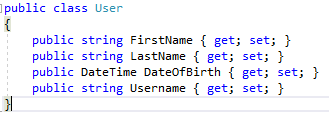 public class User
{
    public string FirstName { get; set; }
    public string LastName { get; set; }
    public DateTime DateOfBirth { get; set; }
    public string Username { get; set; }
}